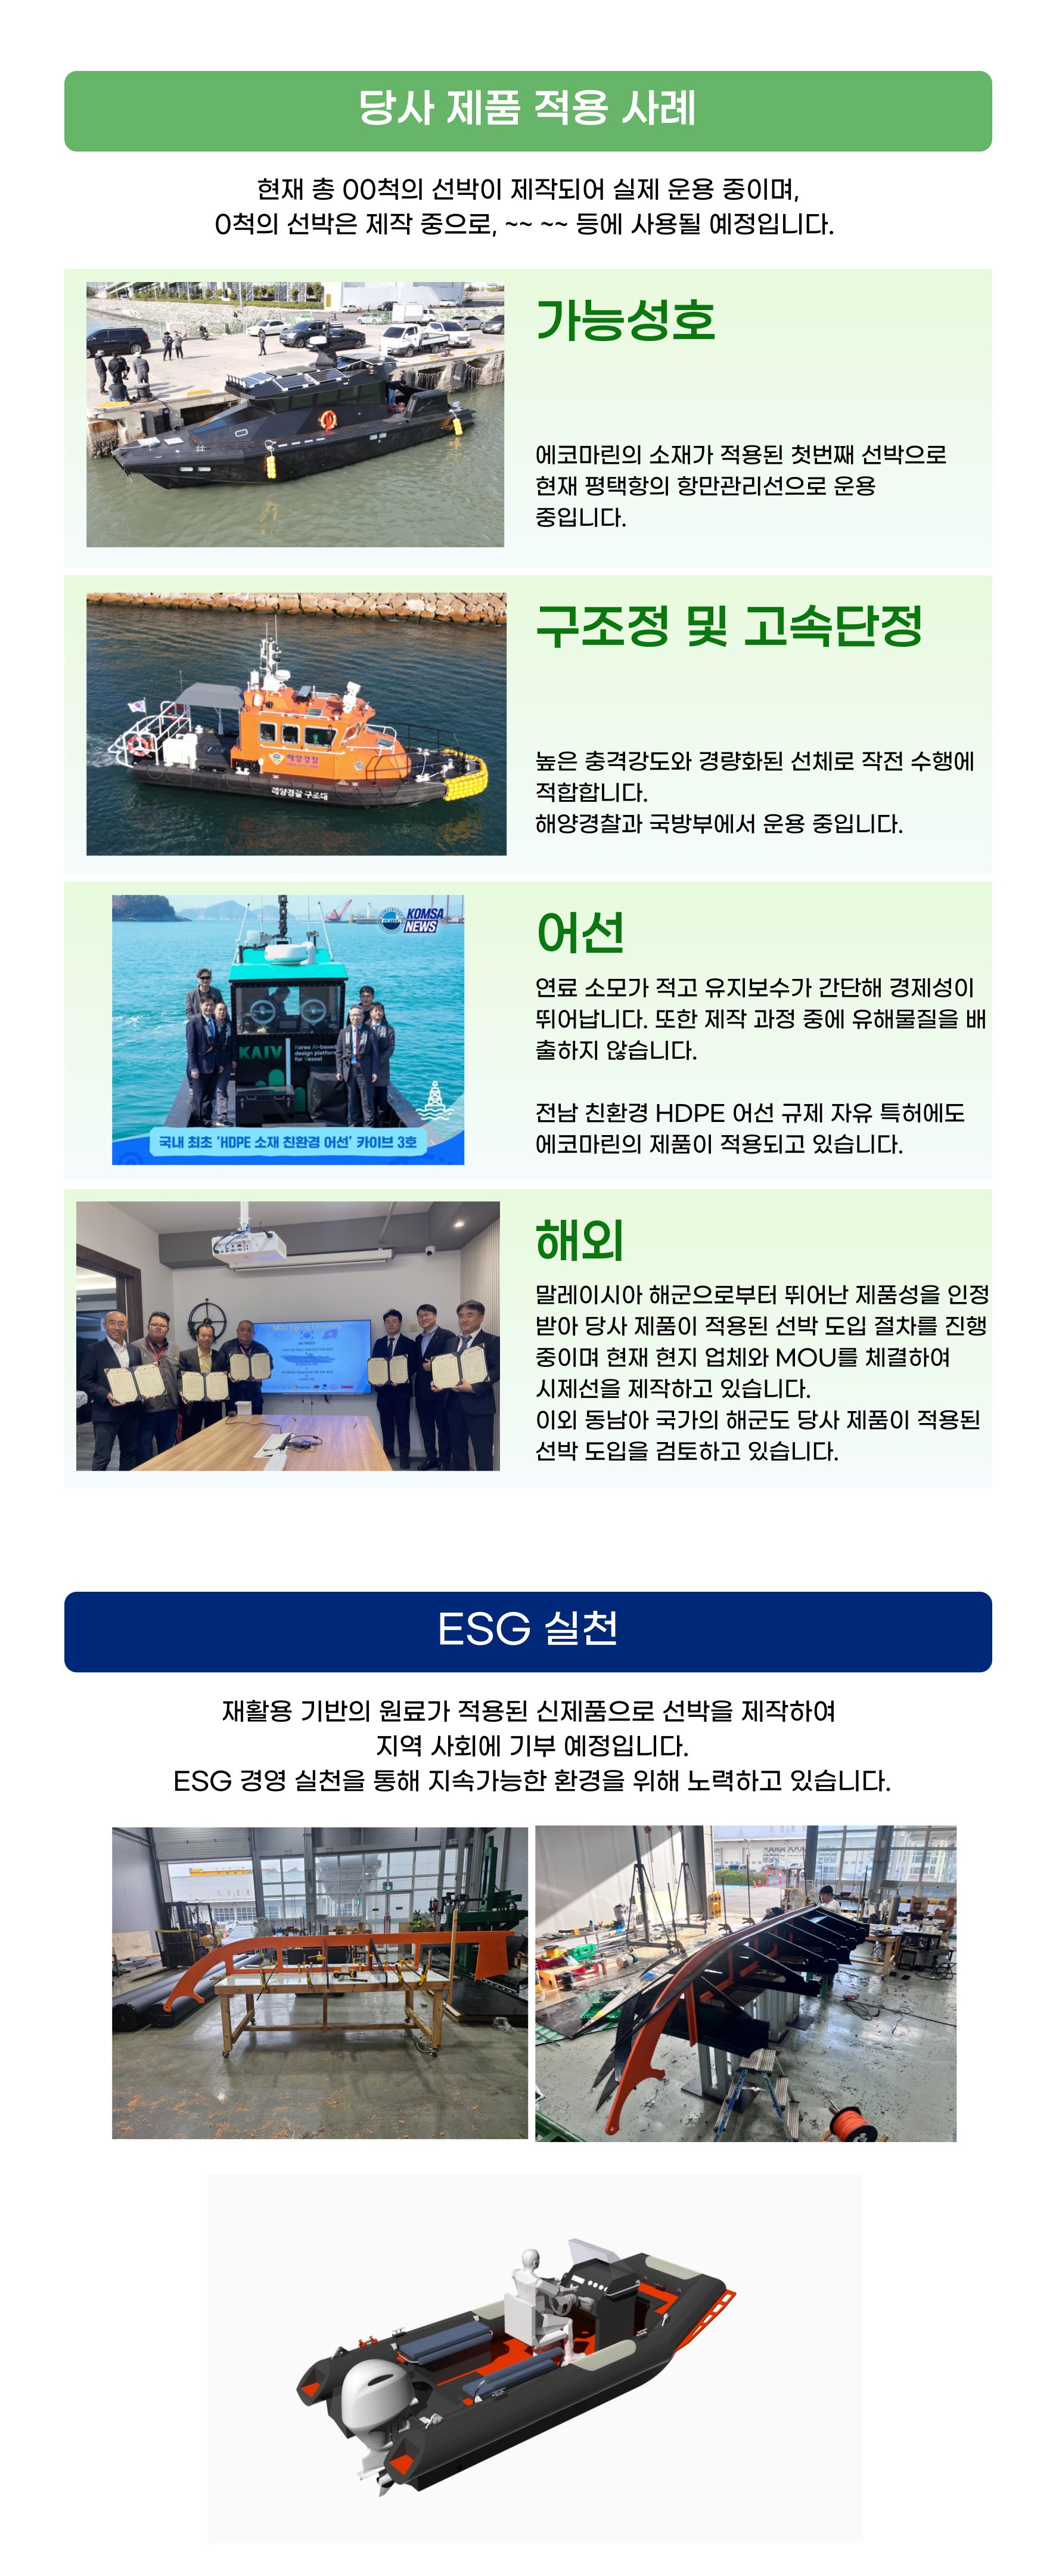 당사 제품 적용 사례
현재 총 00척의 선박이 제작되어 실제 운용 중이며,
0척의 선박은 제작 중으로, ~~ ~~ 등에 사용될 예정입니다.
가능성호
에코마린의 소재가 적용된 첫번째 선박으로
현재 평택항의 항만관리선으로 운용
중입니다.
구조정 및 고속단정
높은 충격강도와 경량화된 선체로 작전 수행에
적합합니다.
해양경찰과 국방부에서 운용 중입니다.
해양경찰
해양경찰 구조대
어선
연료 소모가 적고 유지보수가 간단해 경제성이
뛰어납니다. 또한 제작 과정 중에 유해물질을 배
출하지 않습니다.
전남 친환경 HDPE 어선 규제 자유 특허에도
에코마린의 제품이 적용되고 있습니다.
KOMSA
NEWS
KAIV
Korea AI-based
design platform
for Vessel
국내 최초 ‘HDPE 소재 친환경 어선’ 카이브 3호
해외
말레이시아 해군으로부터 뛰어난 제품성을 인정
받아 당사 제품이 적용된 선박 도입 절차를 진행
중이며 현재 현지 업체와 MOU를 체결하여
시제선을 제작하고 있습니다.
이외 동남아 국가의 해군도 당사 제품이 적용된
선박 도입을 검토하고 있습니다.
ESG 실천
재활용 기반의 원료가 적용된 신제품으로 선박을 제작하여
지역 사회에 기부 예정입니다.
ESG 경영 실천을 통해 지속가능한 환경을 위해 노력하고 있습니다.